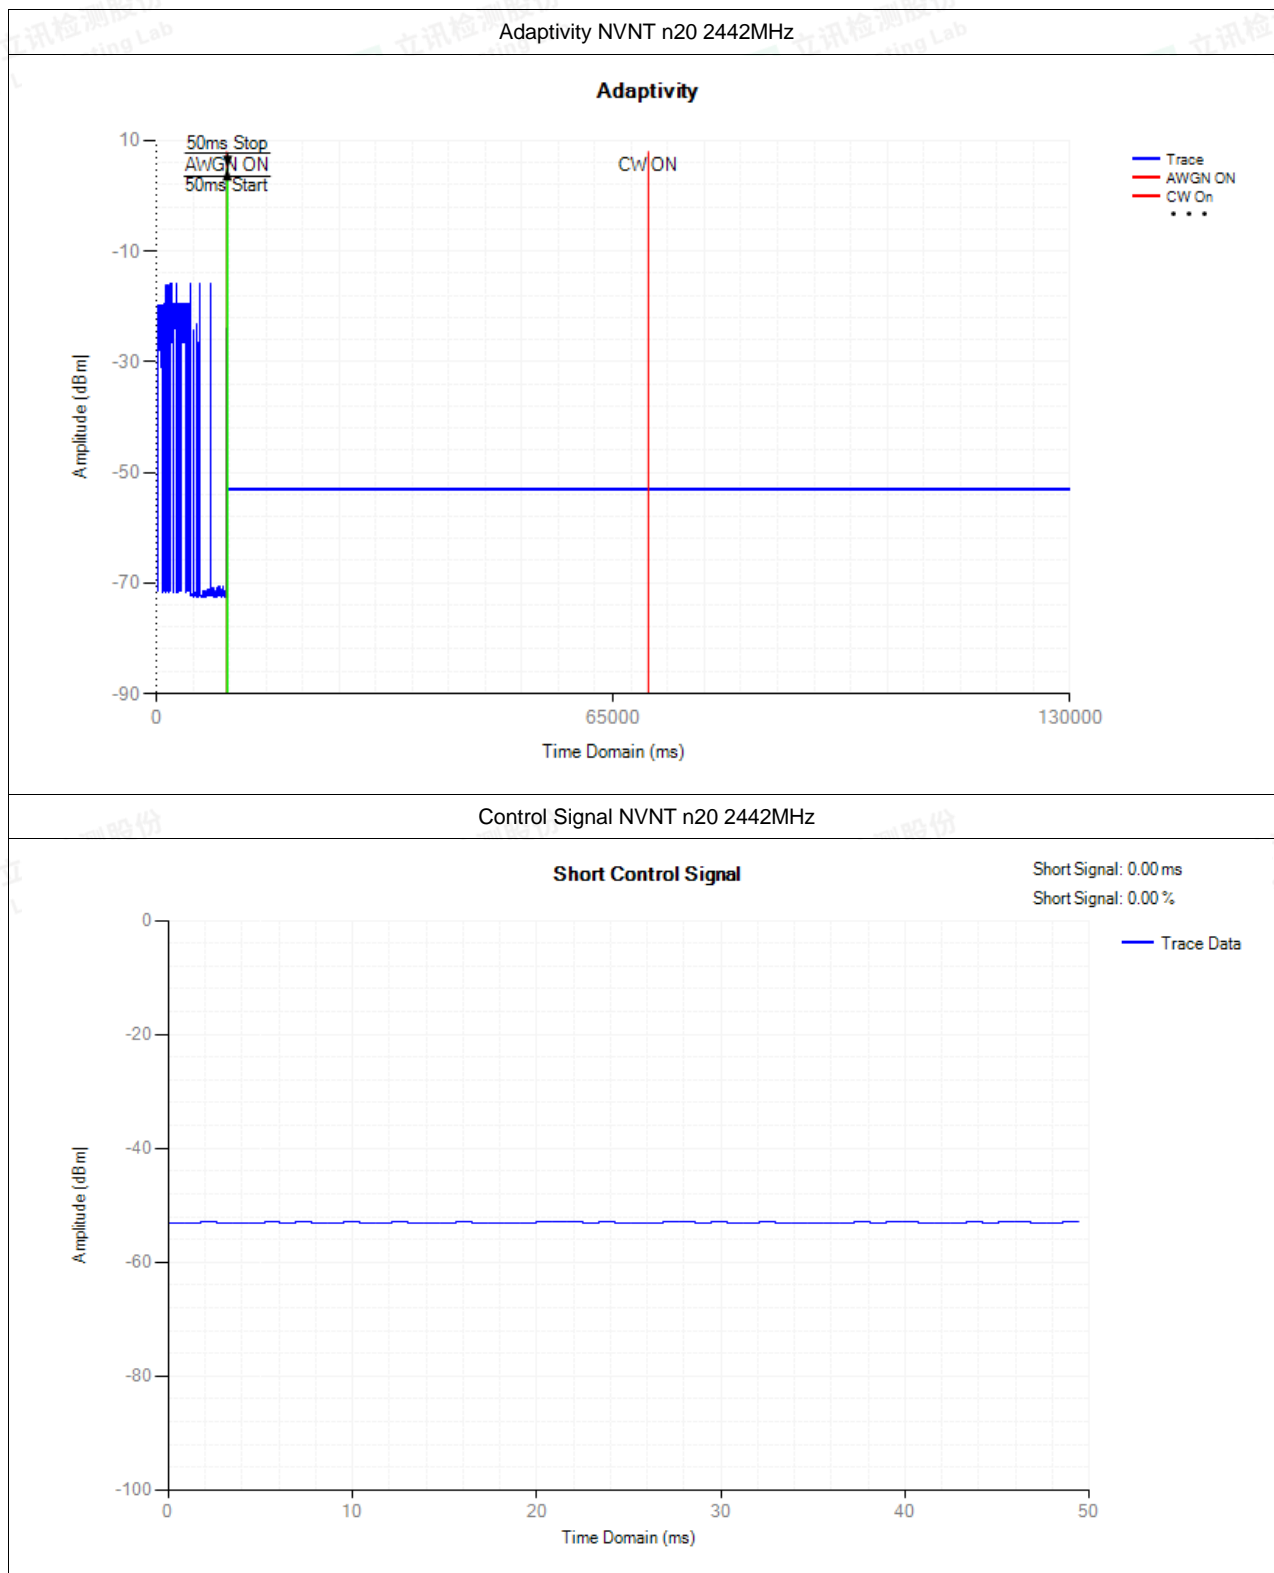 Adaptivity NVNT n20 2442MHz
Adaptivity
50ms Stop
AWGN ON
50ms Start
CW ON
Trace
AWGN ON
CW On
10
-10
-30
-50
-70
-90
Amplitude [dBm]
0
65000
130000
Time Domain (ms)
Control Signal NVNT n20 2442MHz
Short Control Signal
Short Signal: 0.00 ms
Short Signal: 0.00 %
Trace Data
0
-20
-40
-60
-80
-100
Amplitude [dBm]
0
10
20
30
40
50
Time Domain (ms)